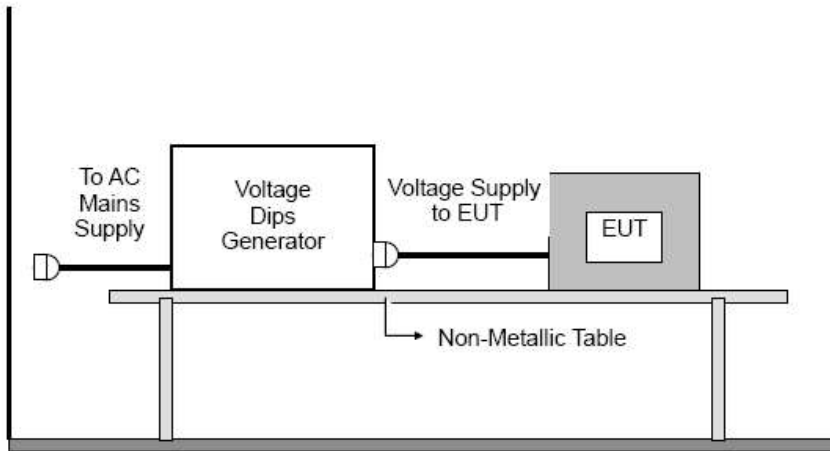 To AC
Mains
Supply
Voltage
Dips
Generator
Voltage Supply
to EUT
EUT
Non-Metallic Table